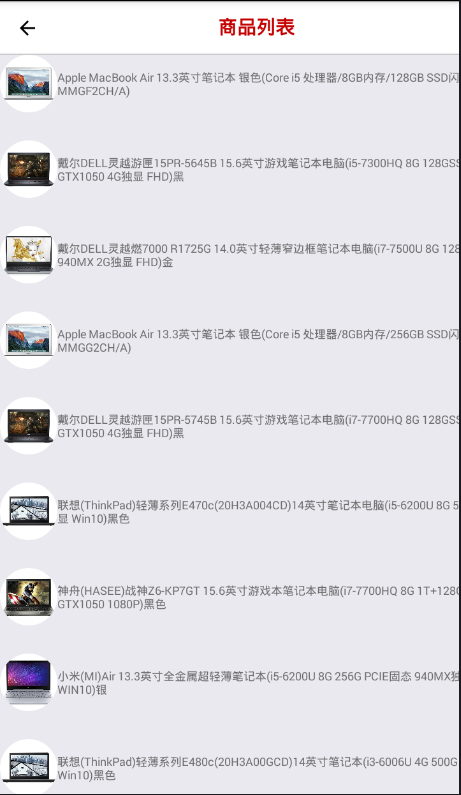 商品列表
Apple MacBook Air 13.3英寸笔记本 银色(Core i5 处理器/8GB内存/128GB SSD闪
MMGF2CH/A)
戴尔DELL灵越游匣15PR-5645B 15.6英寸游戏笔记本电脑(i5-7300HQ 8G 128GSS
GTX1050 4G独显 FHD)黑
戴尔DELL灵越燃7000 R1725G 14.0英寸轻薄窄边框笔记本电脑(i7-7500U 8G 128
940MX 2G独显 FHD)金
Apple MacBook Air 13.3英寸笔记本 银色(Core i5 处理器/8GB内存/256GB SSD闪
MMGG2CH/A)
戴尔DELL灵越游匣15PR-5745B 15.6英寸游戏笔记本电脑(i7-7700HQ 8G 128GSS
GTX1050 4G独显 FHD)黑
联想(ThinkPad)轻薄系列E470c(20H3A004CD)14英寸笔记本电脑(i5-6200U 8G 5
显 Win10)黑色
神舟(HASEE)战神Z6-KP7GT 15.6英寸游戏本笔记本电脑(i7-7700HQ 8G 1T+128G
GTX1050 1080P)黑色
小米(MI)Air 13.3英寸全金属超轻薄笔记本(i5-6200U 8G 256G PCIE固态 940MX独
WIN10)银
联想(ThinkPad)轻薄系列E480c(20H3A00GCD)14英寸笔记本(i3-6006U 4G 500G
Win10)黑色